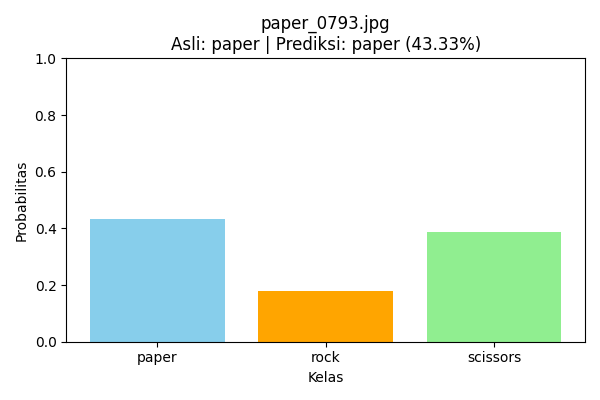 paper_0793.jpg
Asli: paper | Prediksi: paper (43.33%)
1.0
0.8
0.6
0.4
0.2
0.0
Probabilitas
paper rock scissors
Kelas